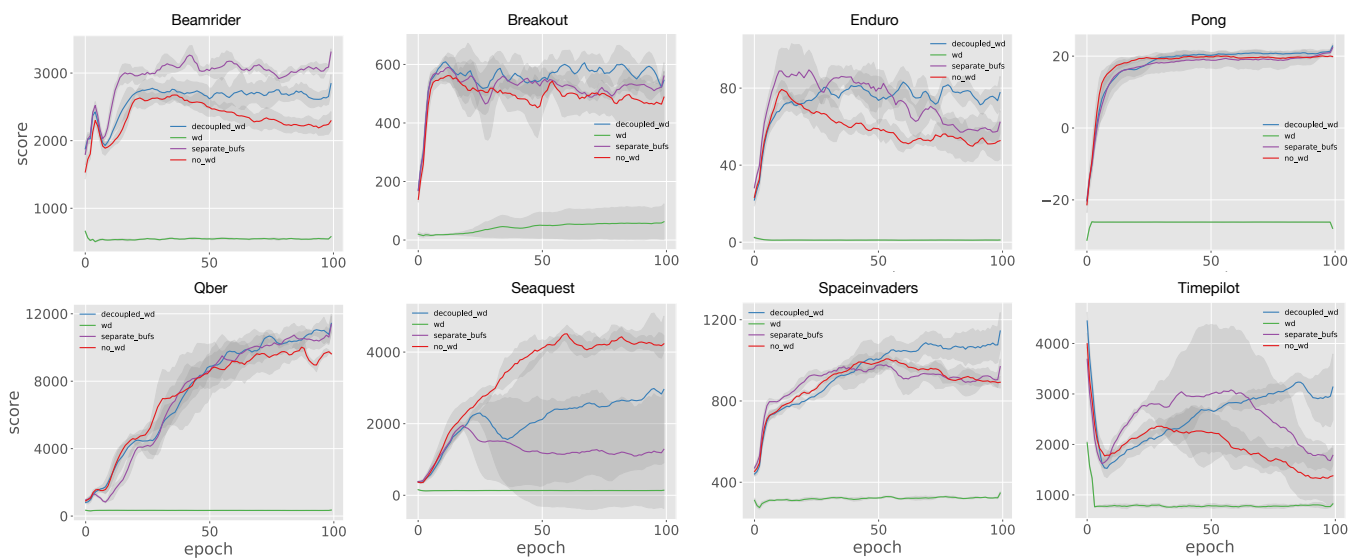 Beamrider
score
3000
2000
1000
0
50
100
decoupled_wd
wd
separate_bufs
no_wd
Breakout
600
400
200
0
0
50
100
decoupled_wd
wd
separate_bufs
no_wd
Enduro
80
40
0
0
50
100
decoupled_wd
wd
separate_bufs
no_wd
Pong
20
0
−20
0
50
100
decoupled_wd
wd
separate_bufs
no_wd
Qber
score
12000
8000
4000
0
0
50
100
epoch
decoupled_wd
wd
separate_bufs
no_wd
Seaquest
4000
2000
0
0
50
100
epoch
decoupled_wd
wd
separate_bufs
no_wd
Spaceinvaders
1200
800
400
0
50
100
epoch
decoupled_wd
wd
separate_bufs
no_wd
Timepilot
4000
3000
2000
1000
0
50
100
epoch
decoupled_wd
wd
separate_bufs
no_wd